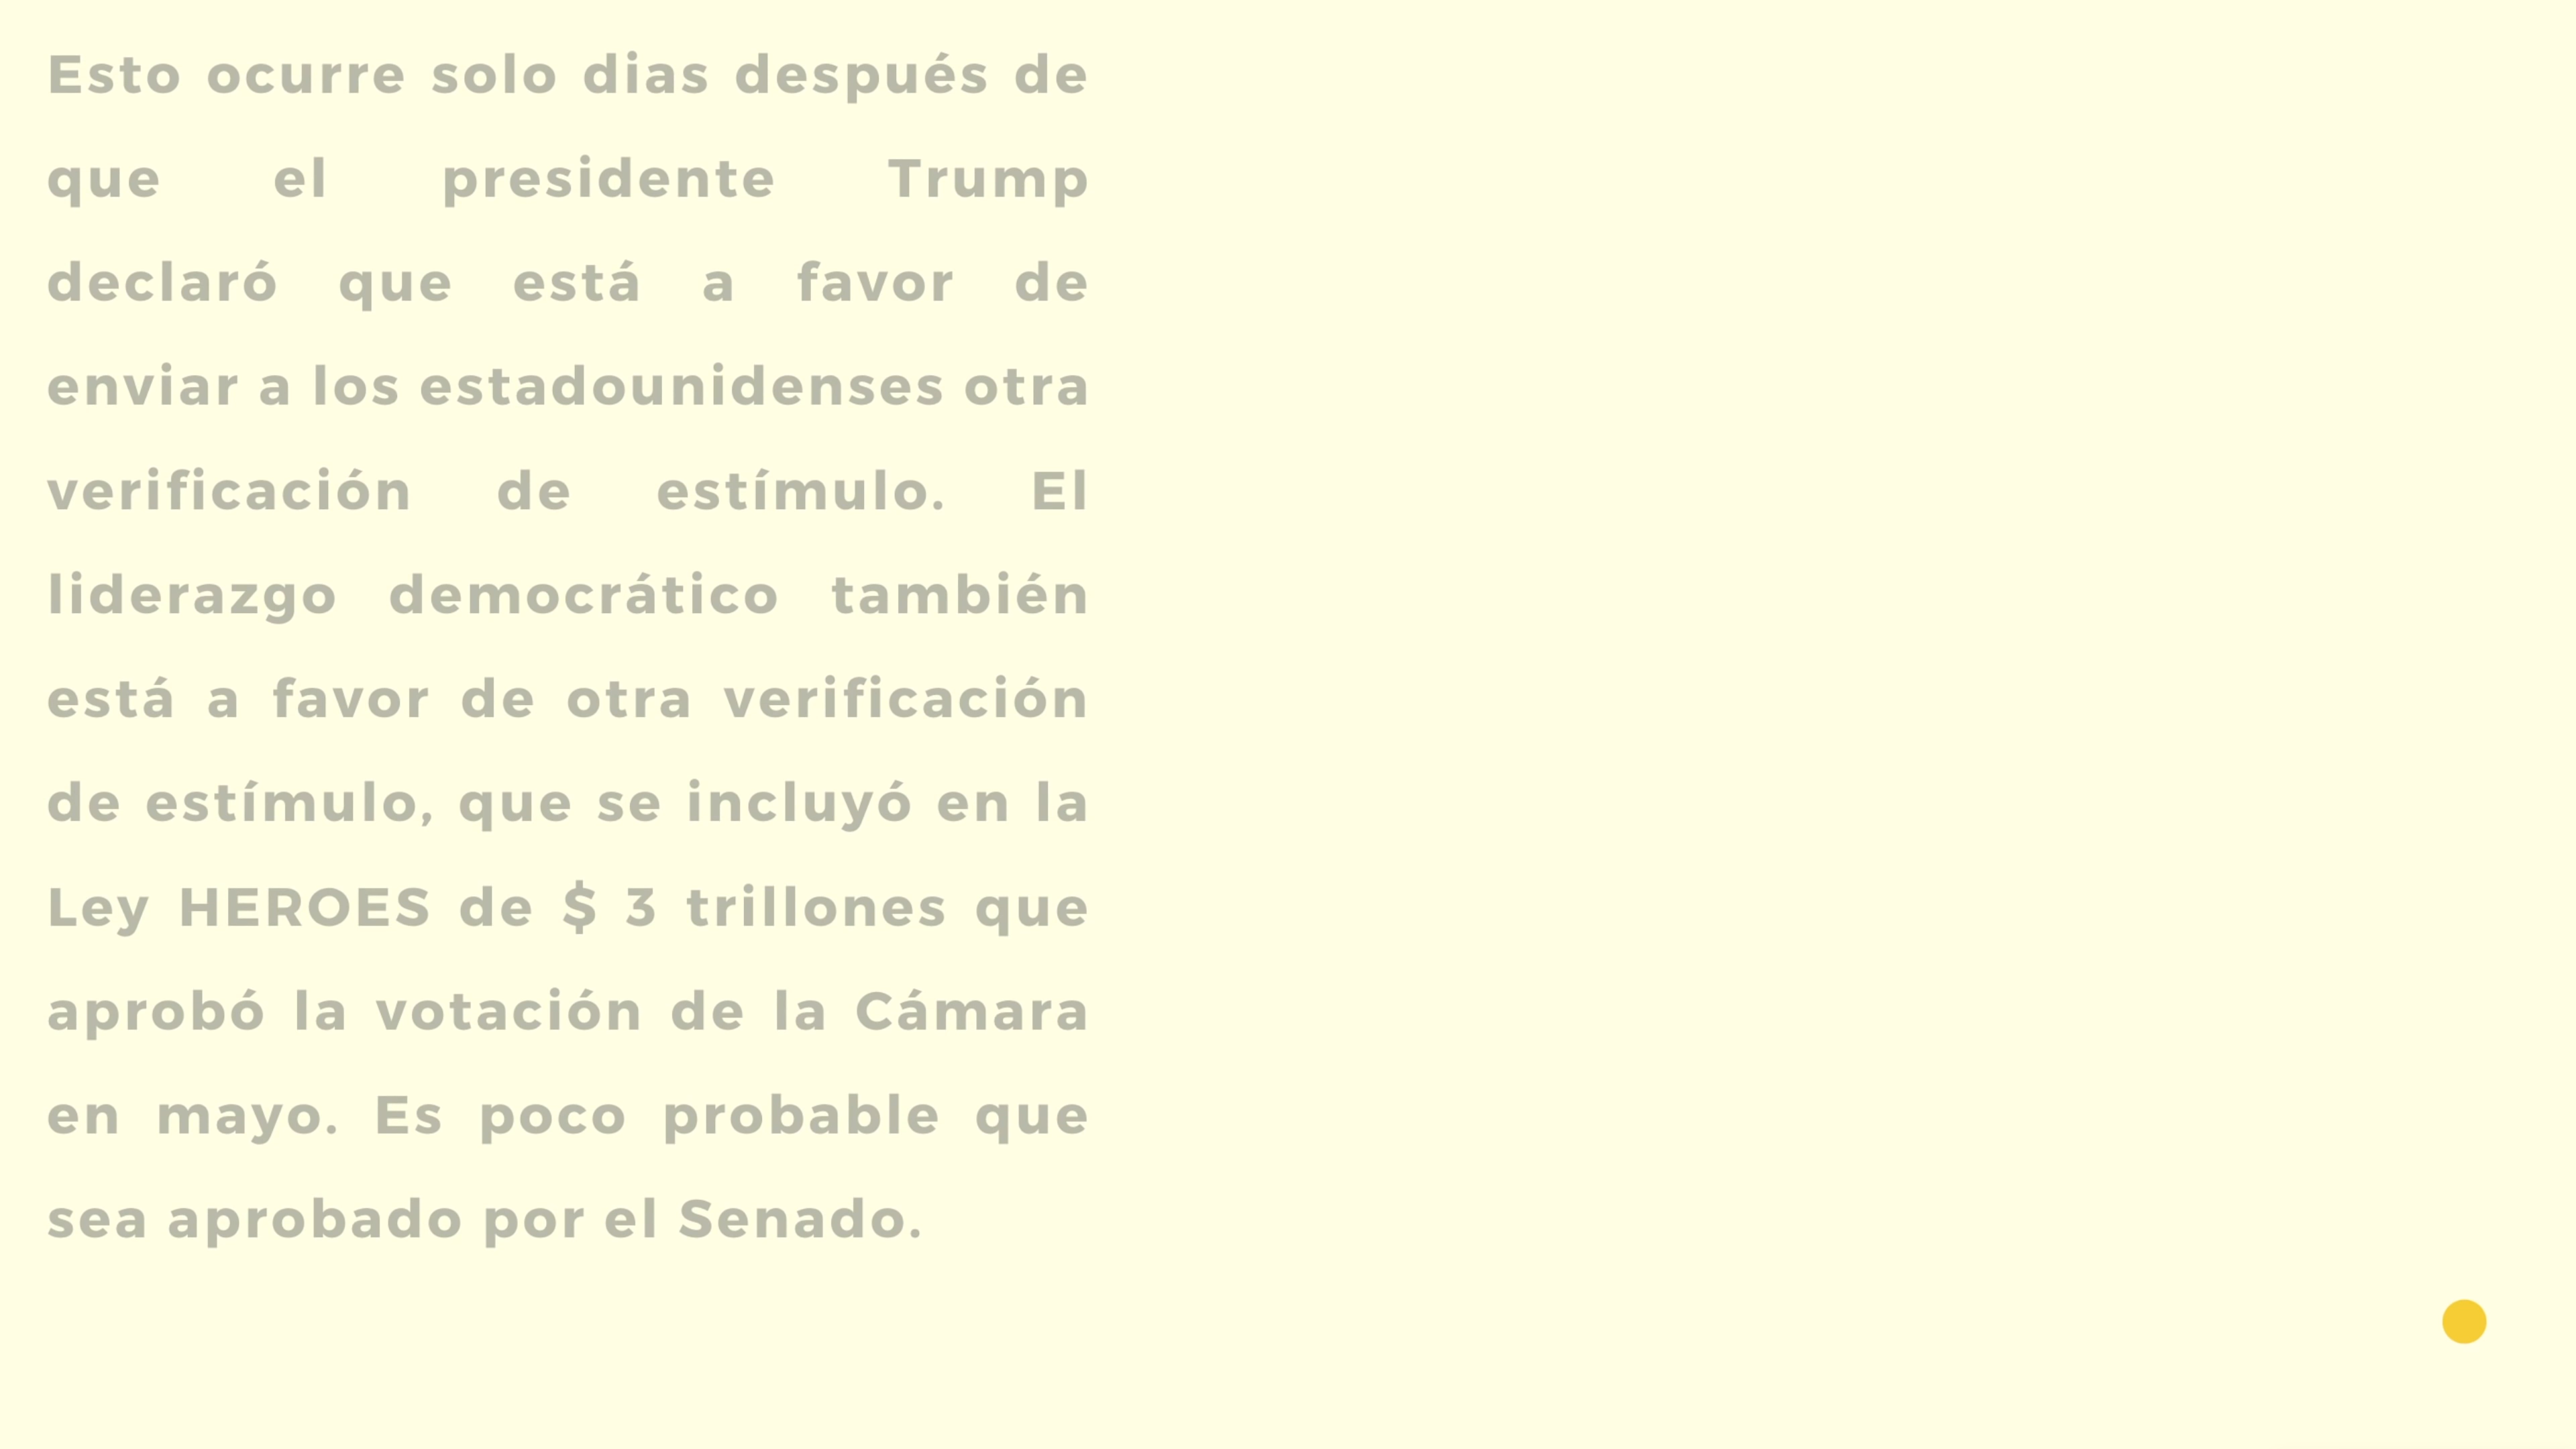 Esto ocurre solo dias después de
que el presidente Trump
declaró que está a favor de
enviar a los estadounidenses otra
verificación de estímulo. El
liderazgo democrático también
está a favor de otra verificación
de estímulo, que se incluyó en la
Ley HEROES de $ 3 trillones que
aprobó la votación de la Cámara
en mayo. Es poco probable que
sea aprobado por el Senado.